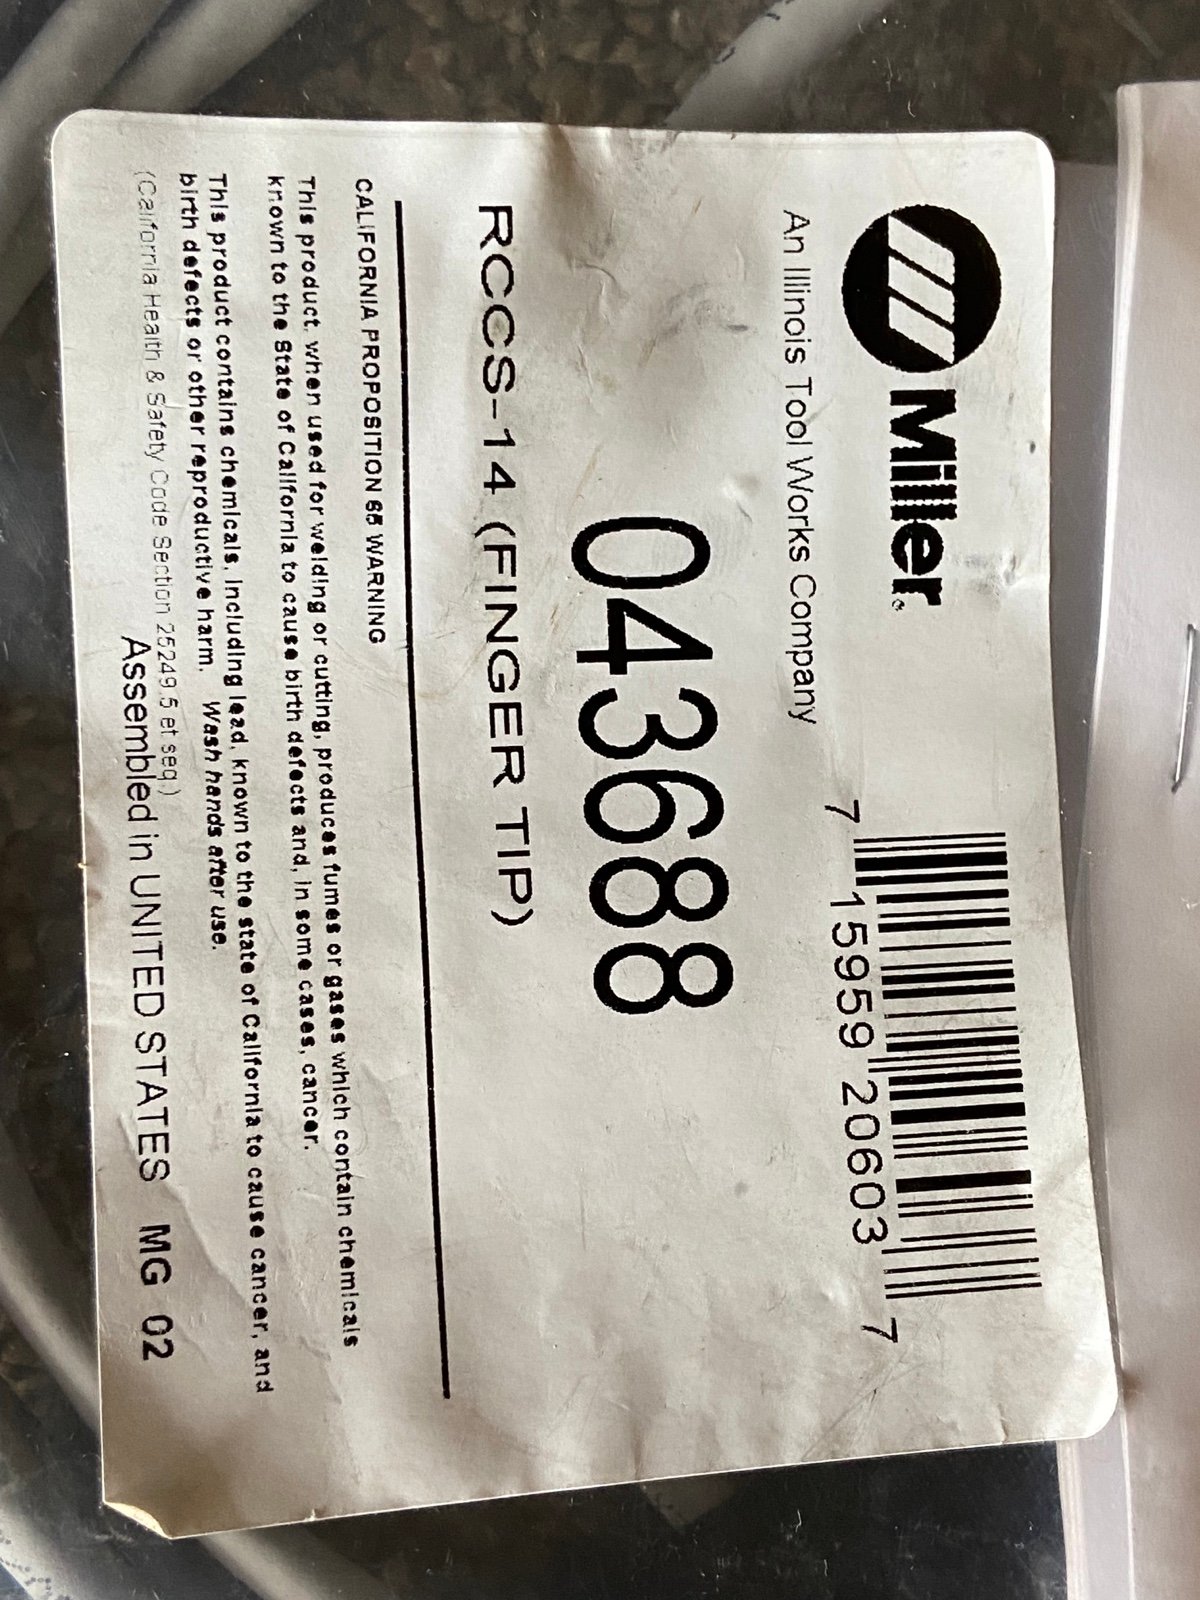 Miller®
An Illinois Tool Works Company
7 15959 20603 7
043688
RCCS-14 (FINGER TIP)
CALIFORNIA PROPOSITION 65 WARNING
This product, when used for welding or cutting, produces fumes or gases which contain chemicals
known to the State of California to cause birth defects and, in some cases, cancer.
This product contains chemicals, including lead, known to the state of California to cause cancer, and
birth defects or other reproductive harm. Wash hands after use.
(California Health & Safety Code Section 25249.5 et seq.)
Assembled in UNITED STATES MG 02